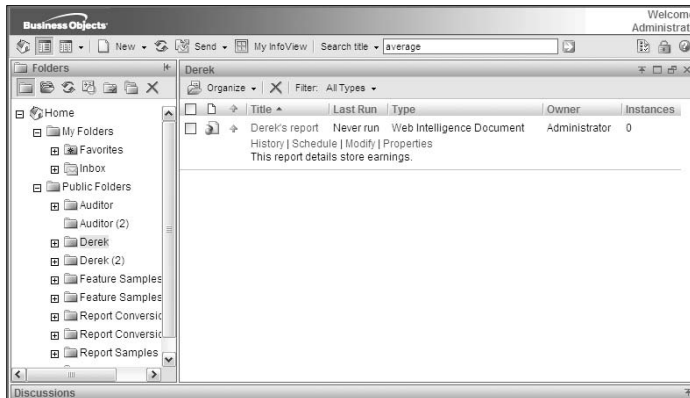 Business Objects
Welcome
Administrat
New Send My InfoView Search title average
Folders
Derek
Organize Filter: All Types
Title Last Run Type Owner Instances
Derek's report Never run Web Intelligence Document Administrator 0
History | Schedule | Modify | Properties
This report details store earnings.
Home
My Folders
Favorites
Inbox
Public Folders
Auditor
Auditor (2)
Derek
Derek (2)
Feature Samples
Feature Samples
Report Conversio
Report Conversio
Report Samples
Discussions